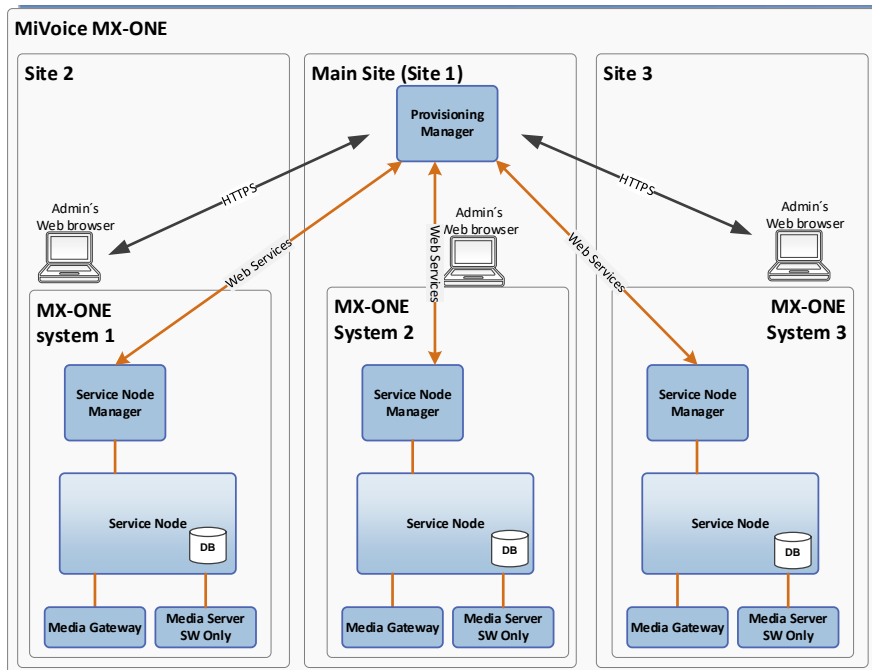 MiVoice MX-ONE
Site 2
Main Site (Site 1)
Site 3
Provisioning
Manager
HTTPS
HTTPS
Admin´s
Web browser
Admin´s
Web browser
Admin´s
Web browser
Web Services
Web Services
Web Services
MX-ONE
system 1
MX-ONE
System 2
MX-ONE
System 3
Service Node
Manager
Service Node
Manager
Service Node
Manager
Service Node
DB
Service Node
DB
Service Node
DB
Media Gateway
Media Server
SW Only
Media Gateway
Media Server
SW Only
Media Gateway
Media Server
SW Only